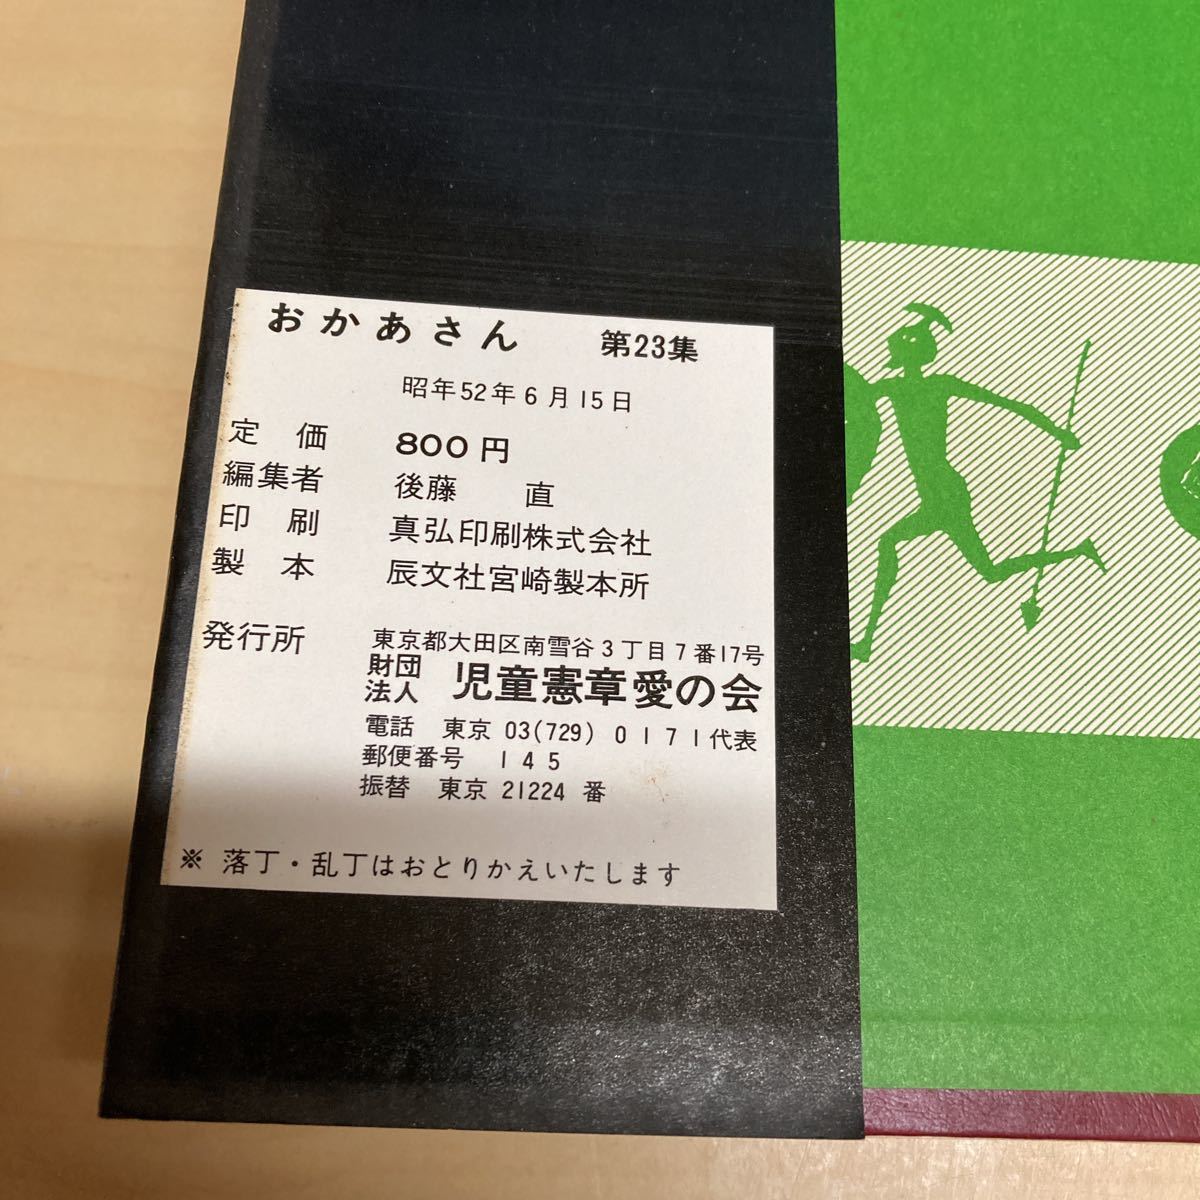 おかあさん 第23集
昭年52年6月15日
定価 800円
編集者 後藤 直
印刷 真弘印刷株式会社
製本 辰文社宮崎製本所
発行所 東京都大田区南雪谷3丁目7番17号
財団法人 児童憲章愛の会
電話 東京 03(729) 0171代表
郵便番号 145
振替 東京 21224 番
※ 落丁・乱丁はおとりかえいたします